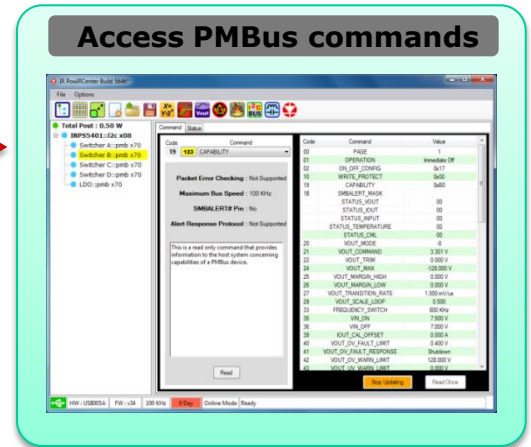 Access PMBus commands
IR PowIRCenter Build 5646*
File Options
Total Pout : 0.50 W
IRPS5401::I2c x08
Switcher A::pmb x70
Switcher B::pmb x70
Switcher C::pmb x70
Switcher D::pmb x70
LDO::pmb x70
Command Status
Code Command
19 193 CAPABILITY
Packet Error Checking : Not Supported
Maximum Bus Speed : 100 KHz
SMBALERT# Pin : No
Alert Response Protocol : Not Supported
This is a read only command that provides
information to the host system concerning
capabilities of a PMBus device.
Read
Code Command Value
00 PAGE 1
01 OPERATION Immediate Off
02 ON_OFF_CONFIG 0x17
10 WRITE_PROTECT 0x00
19 CAPABILITY 0xB0
1B SMBALERT_MASK
STATUS_VOUT 00
STATUS_IOUT 00
STATUS_INPUT 00
STATUS_TEMPERATURE 00
STATUS_CML 00
20 VOUT_MODE -8
21 VOUT_COMMAND 3.301 V
22 VOUT_TRIM 0.000 V
24 VOUT_MAX -128.000 V
25 VOUT_MARGIN_HIGH 0.000 V
26 VOUT_MARGIN_LOW 0.000 V
27 VOUT_TRANSITION_RATE 1.000 mV/us
29 VOUT_SCALE_LOOP 0.500
33 FREQUENCY_SWITCH 800 KHz
35 VIN_ON 7.500 V
36 VIN_OFF 7.000 V
39 IOUT_CAL_OFFSET 0.000 A
40 VOUT_OV_FAULT_LIMIT 0.400 V
41 VOUT_OV_FAULT_RESPONSE Shutdown
42 VOUT_OV_WARN_LIMIT 128.000 V
43 VOUT_UV_WARN_LIMIT 0.000 V
Stop Updating Read Once
HW : USB005A FW : v34 100 KHz 0 Day Online Mode Ready